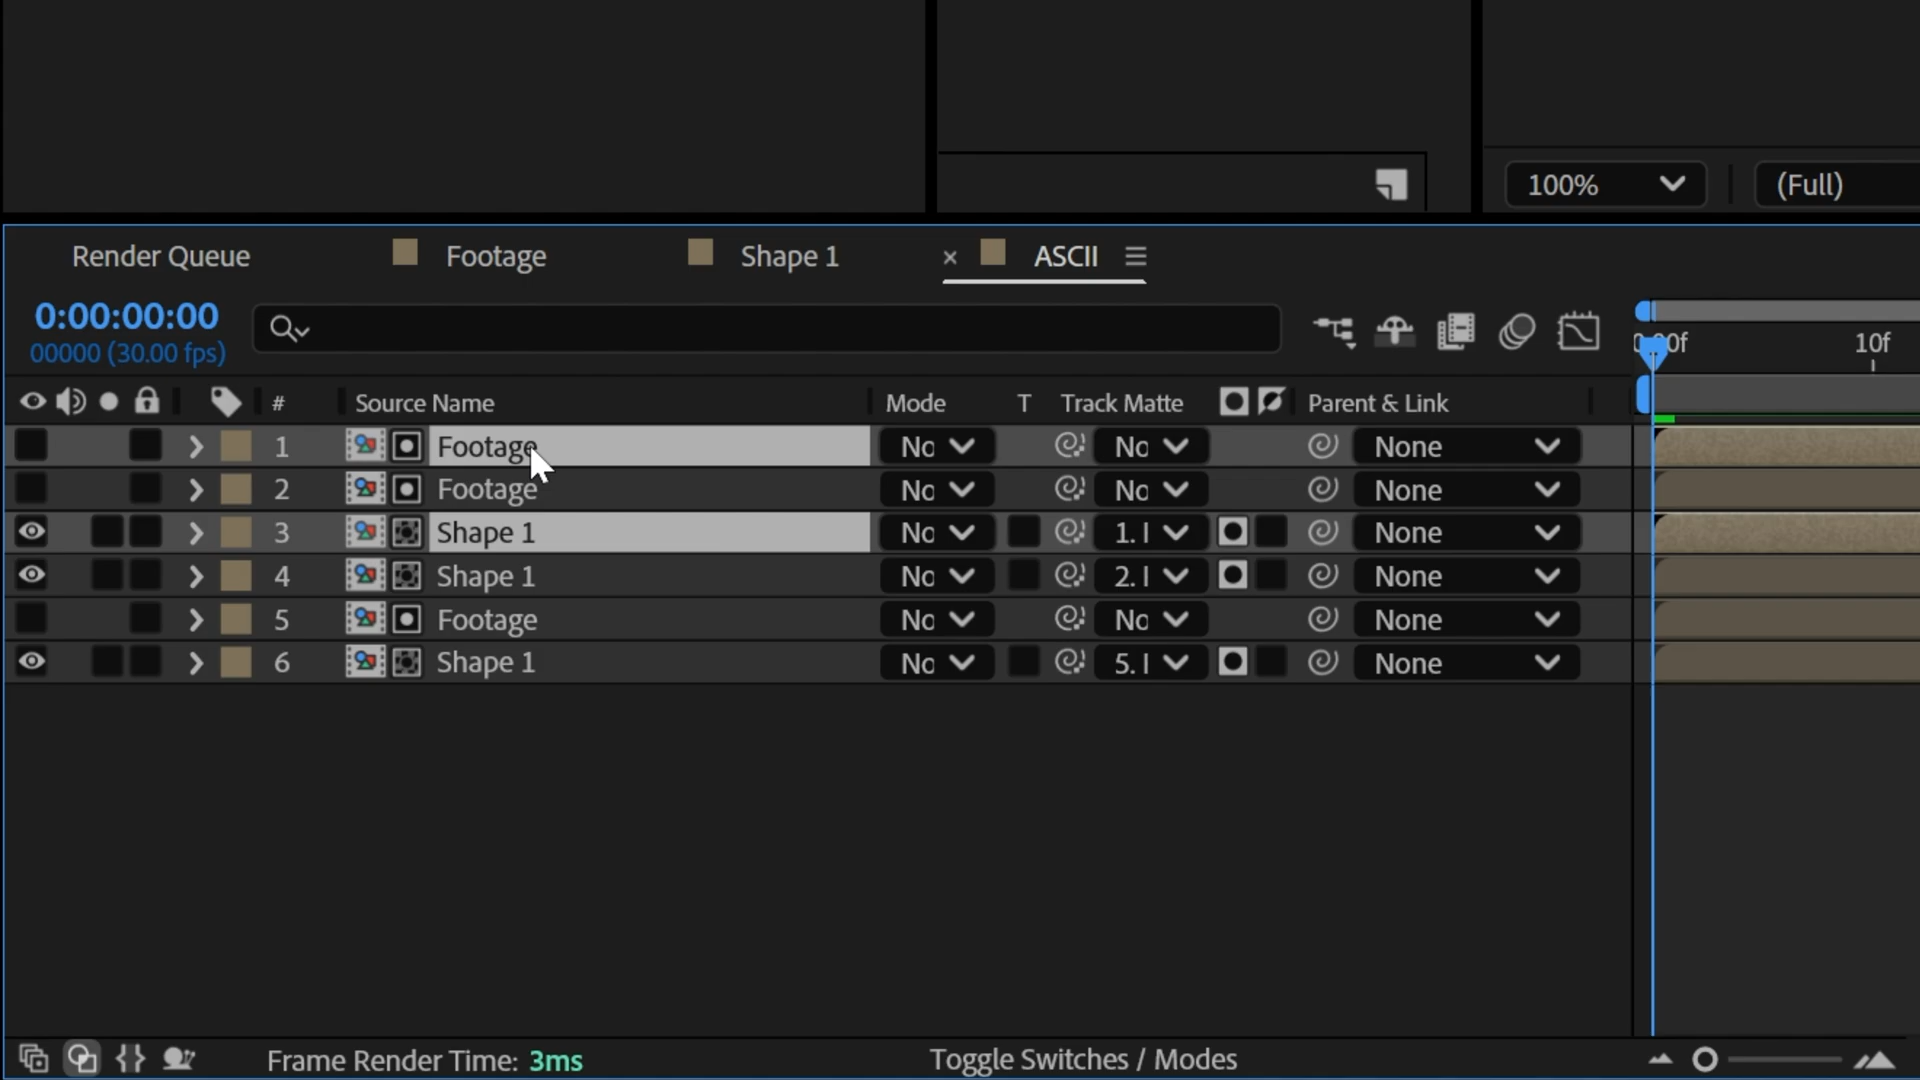 100%
(Full)
Render Queue
Footage
Shape 1
× ASCII
0:00:00:00
00000 (30.00 fps)
10f
# Source Name Mode T Track Matte Parent & Link
1 Footage No No None
2 Footage No No None
3 Shape 1 No 1. None
4 Shape 1 No 2. None
5 Footage No No None
6 Shape 1 No 5. None
Frame Render Time: 3ms
Toggle Switches / Modes